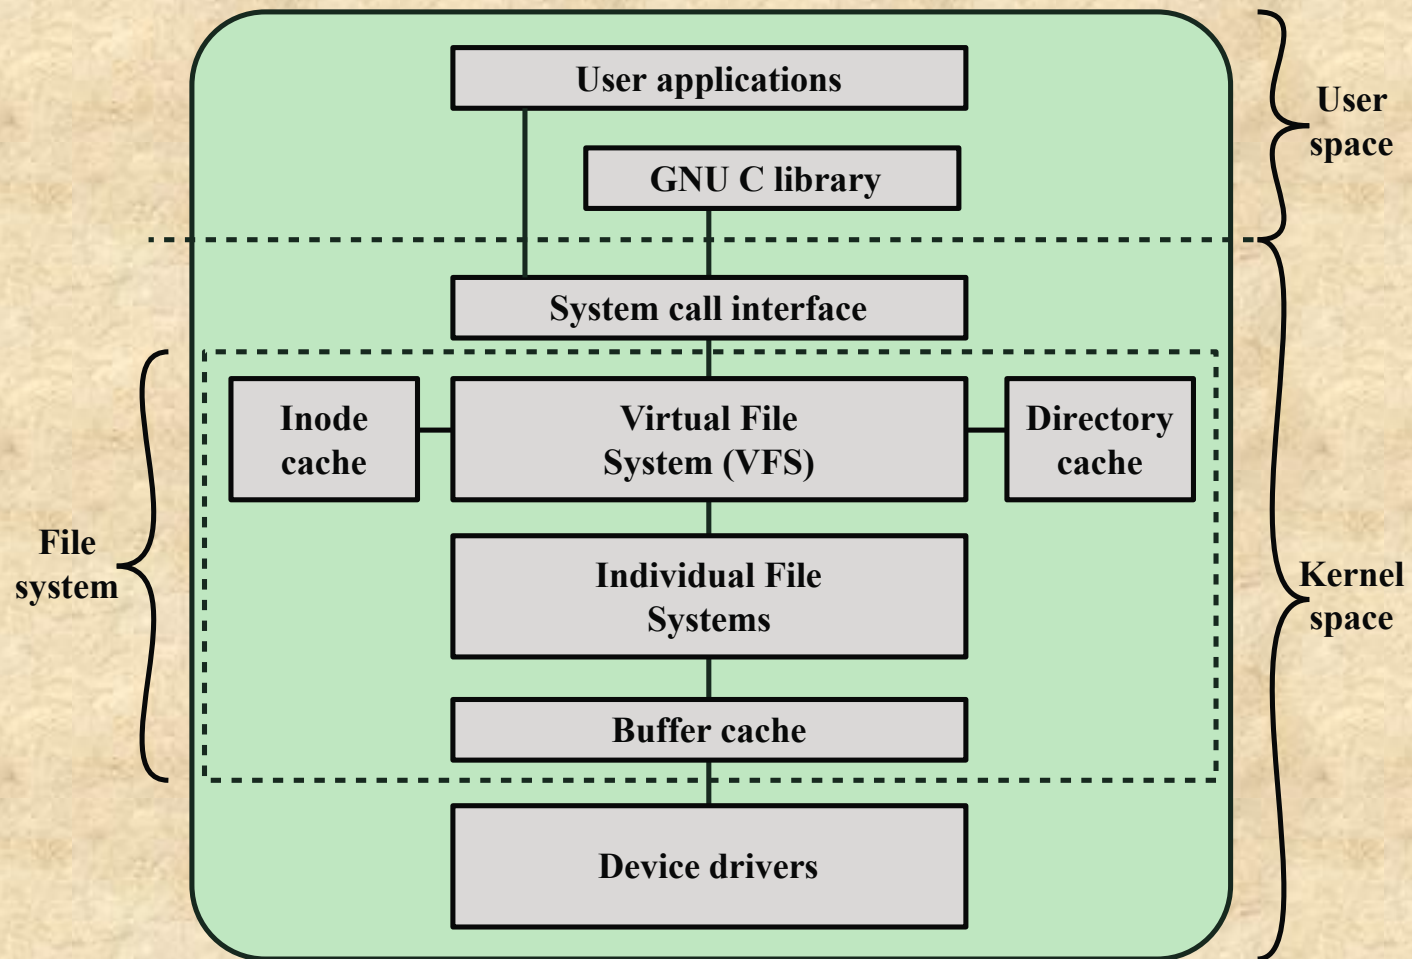 User applications
User
space
GNU C library
System call interface
Inode
cache
Virtual File
System (VFS)
Directory
cache
File
system
Individual File
Systems
Kernel
space
Buffer cache
Device drivers